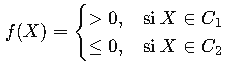 f(X) = { > 0, si X ∈ C₁
≤ 0, si X ∈ C₂